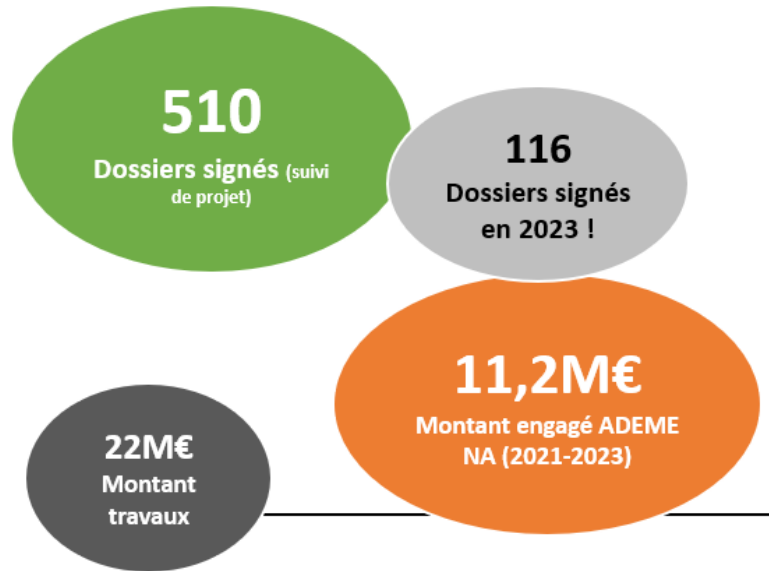 510
Dossiers signés (suivi
de projet)
116
Dossiers signés
en 2023 !
11,2M€
Montant engagé ADEME
NA (2021-2023)
22M€
Montant
travaux